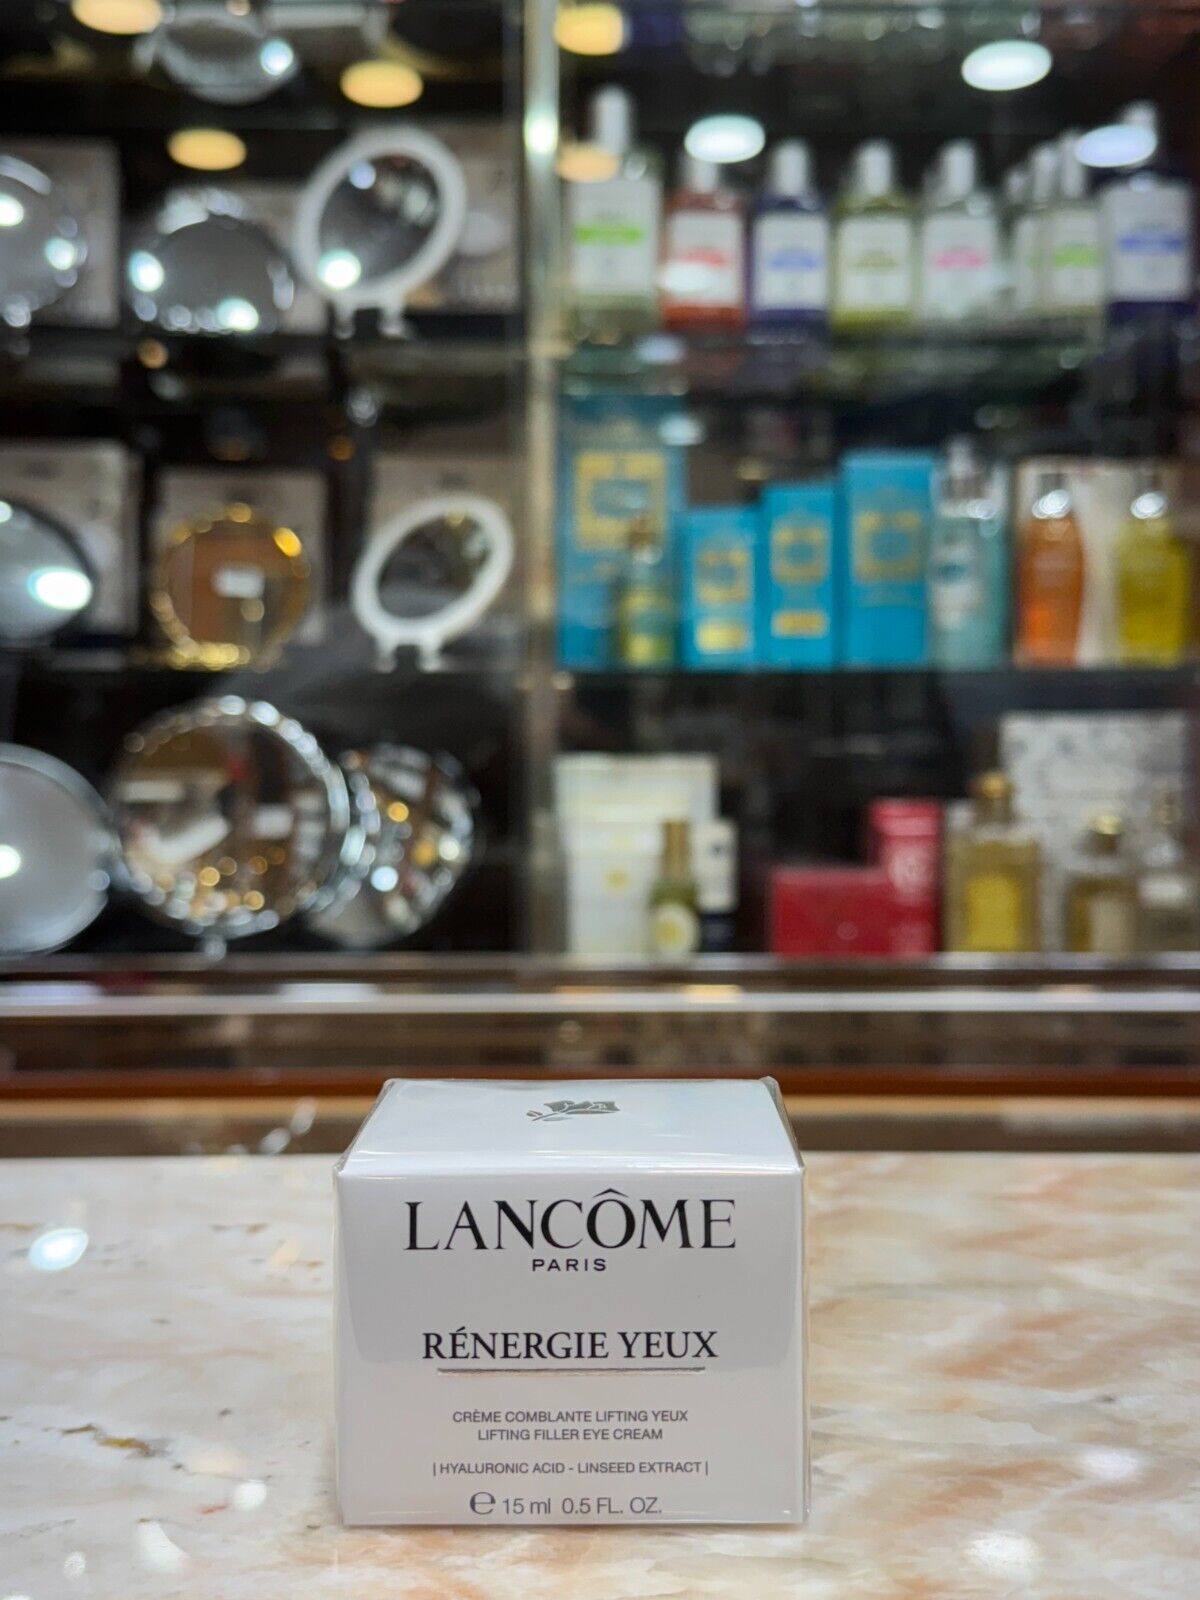 LANCÔME
PARIS
RÉNERGIE YEUX
CRÈME COMBLANTE LIFTING YEUX
LIFTING FILLER EYE CREAM
| HYALURONIC ACID - LINSEED EXTRACT |
℮ 15 ml 0.5 FL. OZ.